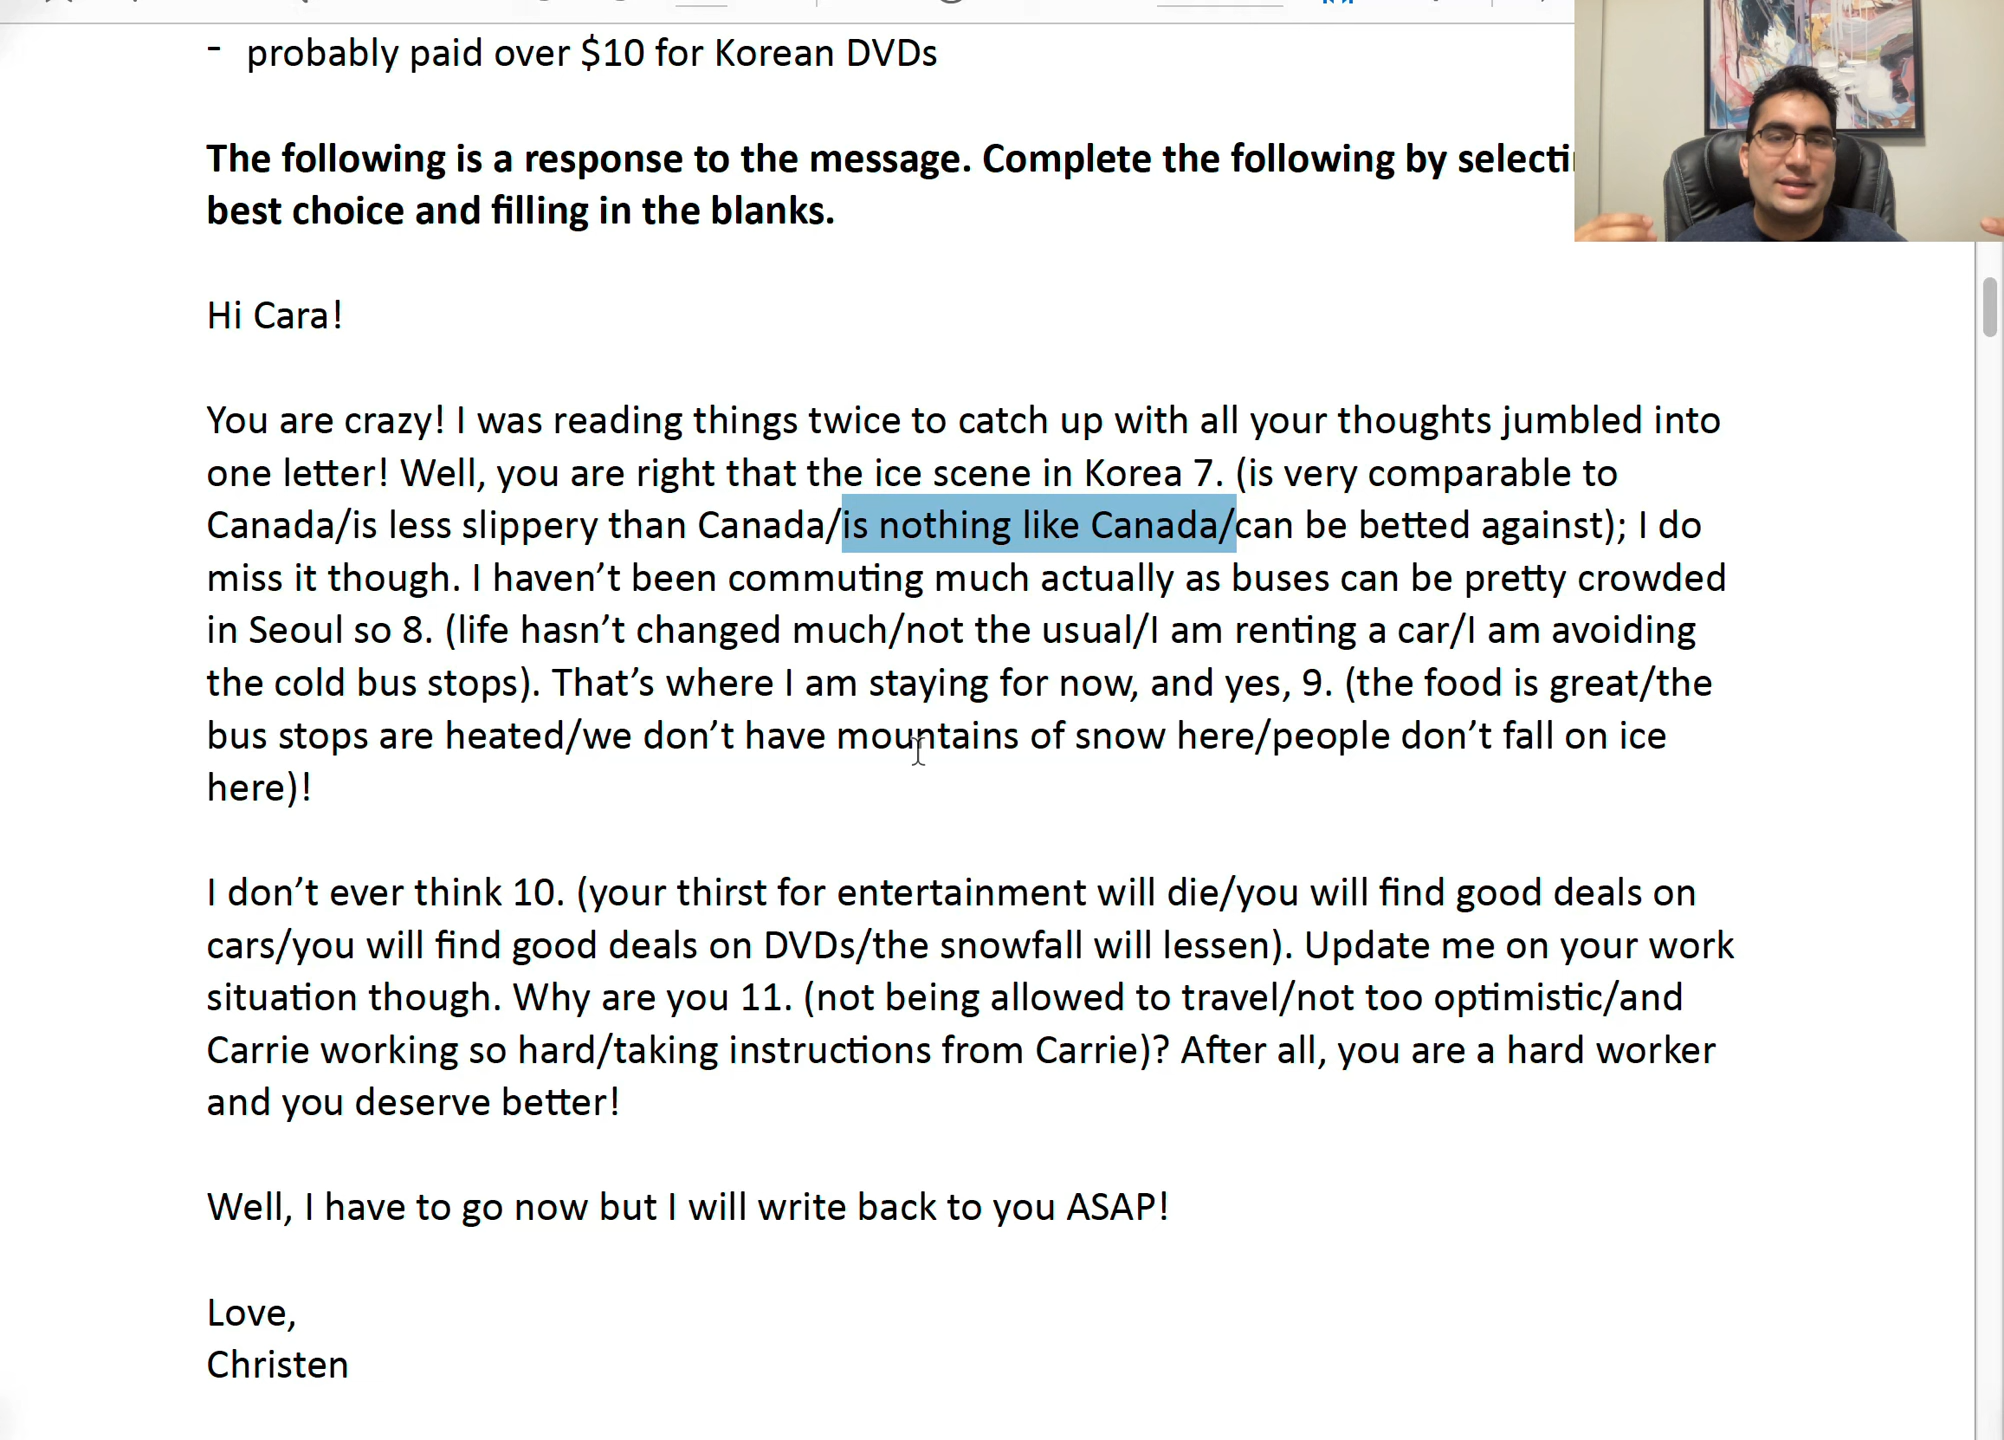 - probably paid over $10 for Korean DVDs
The following is a response to the message. Complete the following by
best choice and filling in the blanks.
Hi Cara!
You are crazy! I was reading things twice to catch up with all your thoughts jumbled into
one letter! Well, you are right that the ice scene in Korea 7. (is very comparable to
Canada/is less slippery than Canada/is nothing like Canada/can be betted against); I do
miss it though. I haven’t been commuting much actually as buses can be pretty crowded
in Seoul so 8. (life hasn’t changed much/not the usual/I am renting a car/I am avoiding
the cold bus stops). That’s where I am staying for now, and yes, 9. (the food is great/the
bus stops are heated/we don’t have mountains of snow here/people don’t fall on ice
here)!
I don’t ever think 10. (your thirst for entertainment will die/you will find good deals on
cars/you will find good deals on DVDs/the snowfall will lessen). Update me on your work
situation though. Why are you 11. (not being allowed to travel/not too optimistic/and
Carrie working so hard/taking instructions from Carrie)? After all, you are a hard worker
and you deserve better!
Well, I have to go now but I will write back to you ASAP!
Love,
Christen